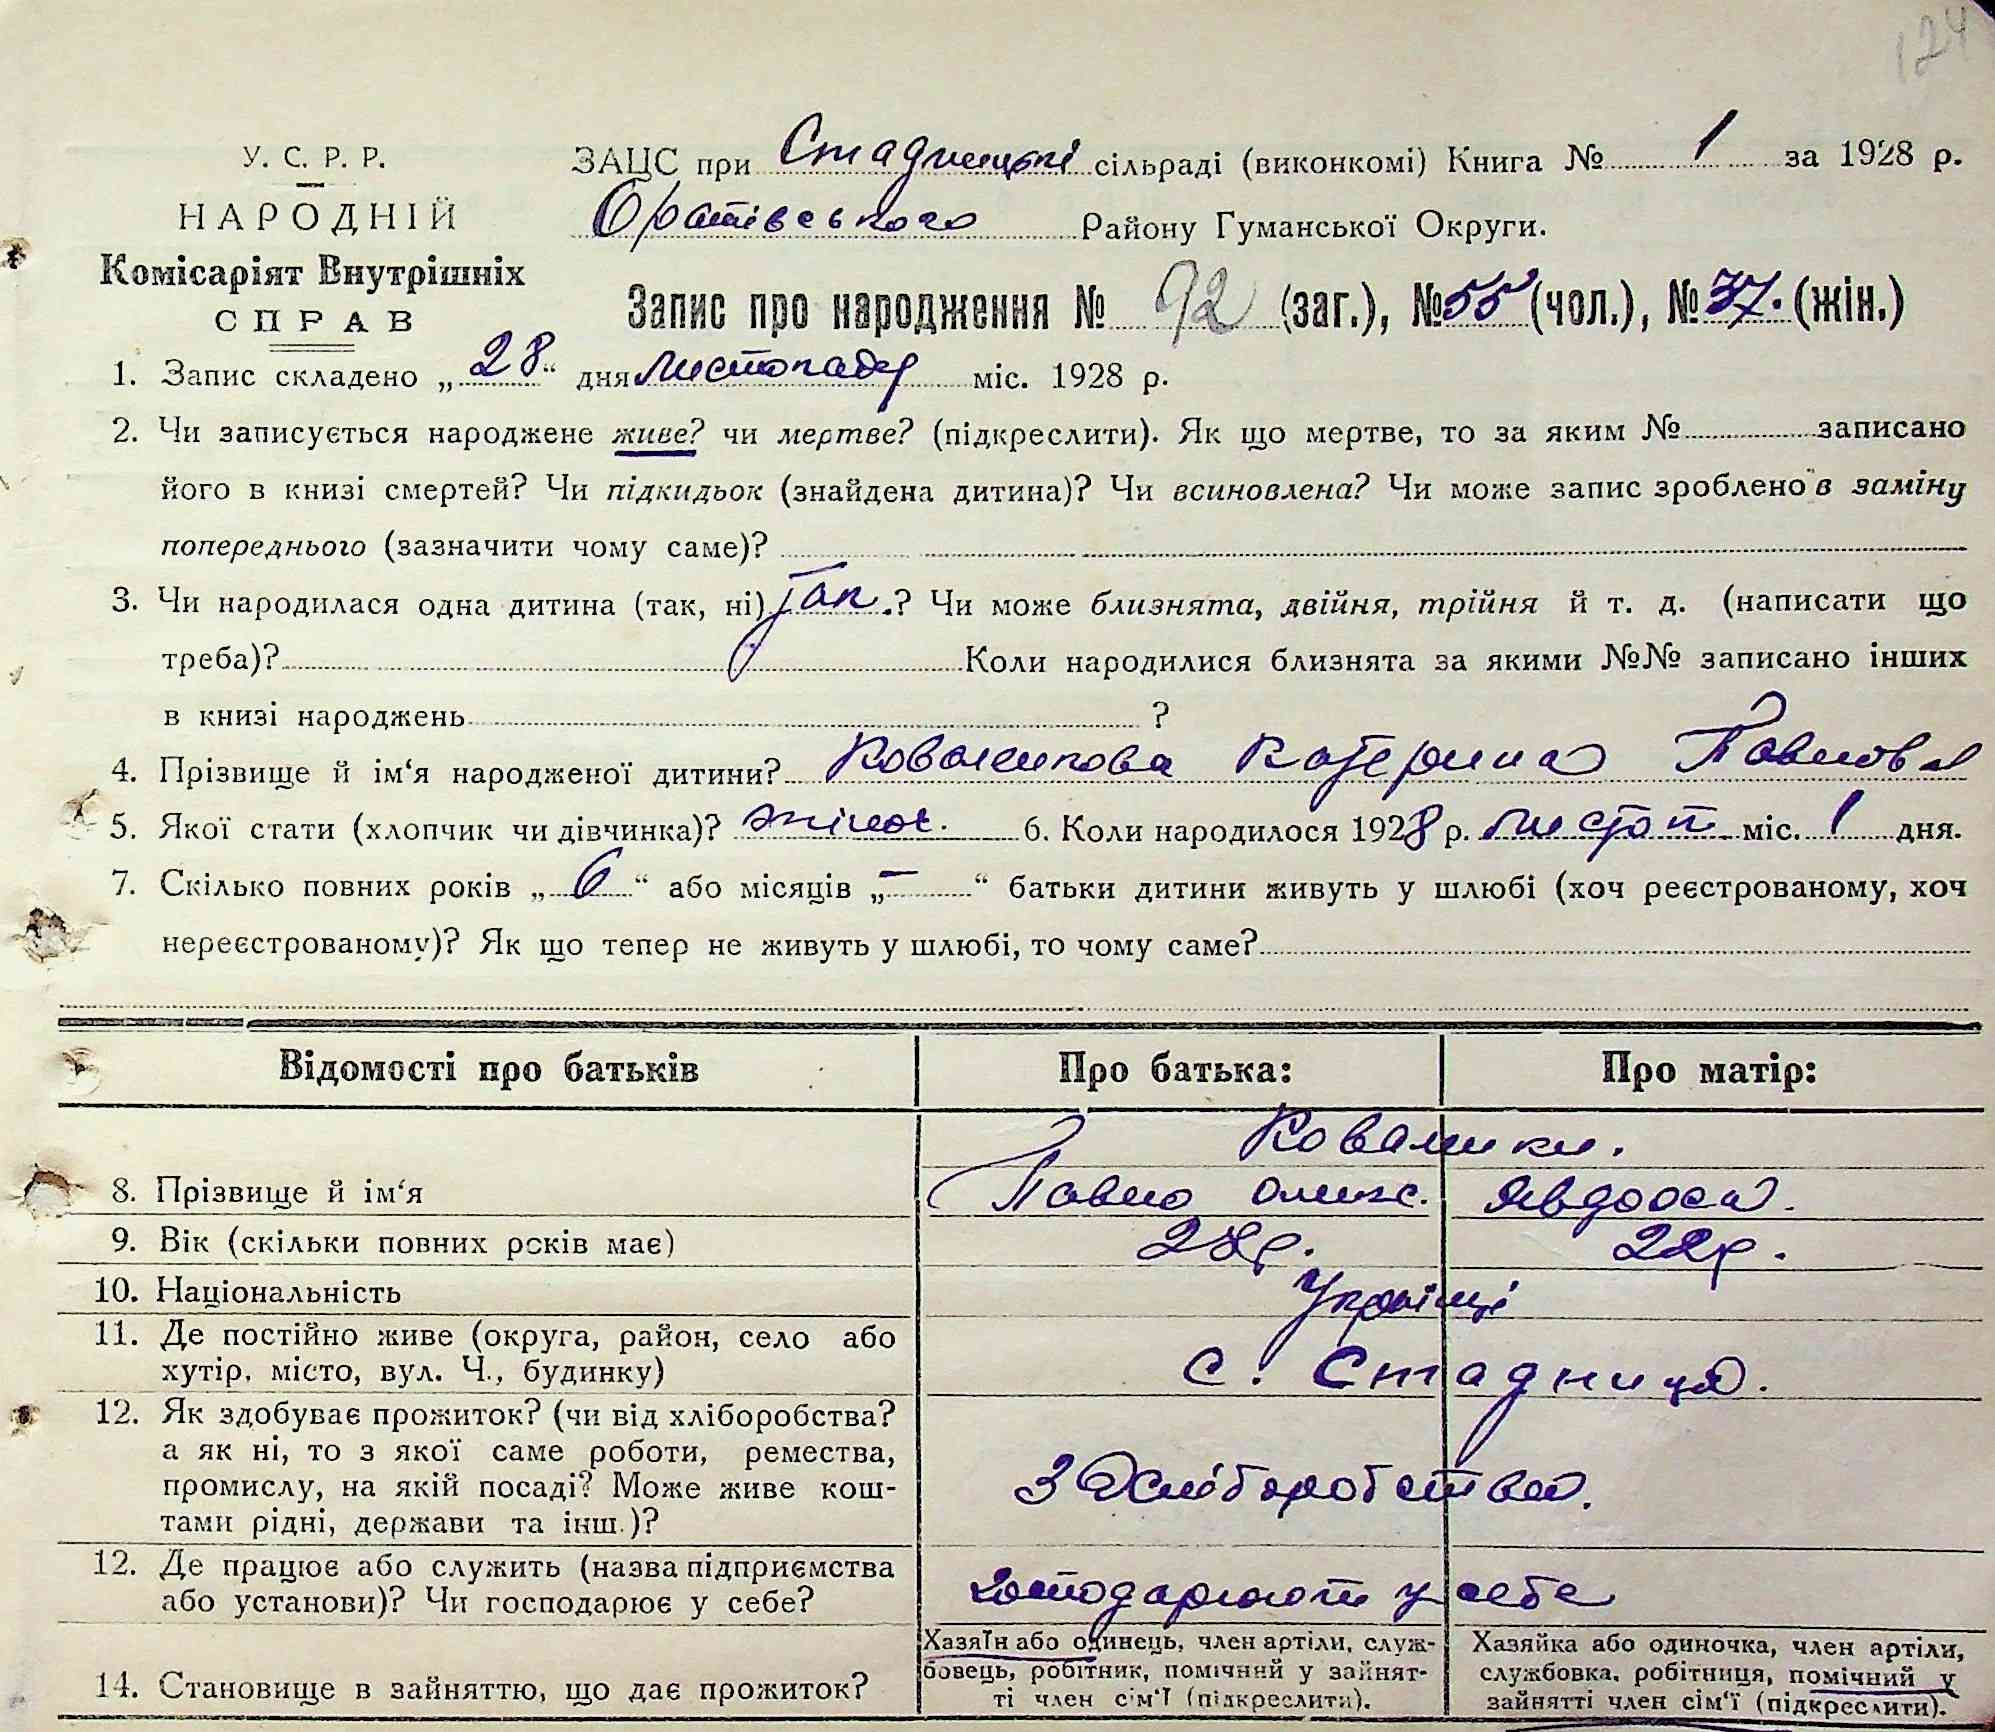 124
У. С. Р. Р.
НАРОДНІЙ
Комісаріят Внутрішніх
СПРАВ
ЗАЦС при Стадницькі сільраді (виконкомі) Книга № 1 за 1928 р.
Оратівського Району Гуманської Округи.
Запис про народження № 92 (заг.), № 55 (чол.), № 37. (жін.)
1. Запис складено „28“ дня листопаду міс. 1928 р.
2. Чи записується народжене живе? чи мертве? (підкреслити). Як що мертве, то за яким № записано
його в книзі смертей? Чи підкидьок (знайдена дитина)? Чи всиновлена? Чи може запис зроблено в заміну
попереднього (зазначити чому саме)?
3. Чи народилася одна дитина (так, ні) так.? Чи може близнята, двійня, трійня й т. д. (написати що
треба)? Коли народилися близнята за якими №№ записано інших
в книзі народжень ?
4. Прізвище й ім‘я народженої дитини? Катерина Павлова
5. Якої стати (хлопчик чи дівчинка)? жіноч. 6. Коли народилося 1928 р. листоп міс. 1 дня.
7. Скілько повних років „6“ або місяців „—“ батьки дитини живуть у шлюбі (хоч реєстрованому, хоч
нереєстрованому)? Як що тепер не живуть у шлюбі, то чому саме?
Відомості про батьків Про батька: Про матір:
Ковалики.
8. Прізвище й ім‘я Павло Олекс. Явдоха.
9. Вік (скільки повних років має) 28р.
10. Національність Українці
11. Де постійно живе (округа, район, село або
хутір, місто, вул. Ч., будинку) С. Стадниця.
12. Як здобуває прожиток? (чи від хліборобства?
а як ні, то з якої саме роботи, ремества,
промислу, на якій посаді? Може живе кош-
тами рідні, держави та інш.)? З Хліборобства.
12. Де працює або служить (назва підприємства
або установи)? Чи господарює у себе? господарюют у себе
14. Становище в зайняттю, що дає прожиток?
Хазяїн або одинець, член артіли, служ-
бовець, робітник, помічний у зайнят-
ті член сім‘ї (підкреслити).
Хазяйка або одиночка, член артіли,
службовка, робітниця, помічний у
зайнятті член сім‘ї (підкреслити).